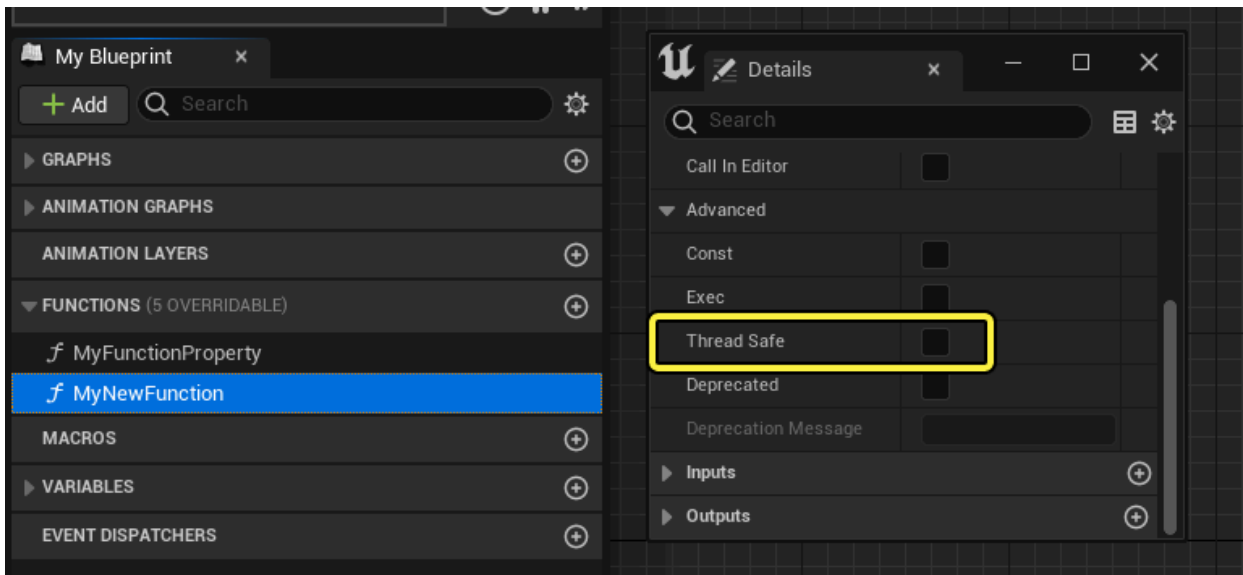 My Blueprint
Add
Search
GRAPHS
ANIMATION GRAPHS
ANIMATION LAYERS
FUNCTIONS (5 OVERRIDABLE)
MyFunctionProperty
MyNewFunction
MACROS
VARIABLES
EVENT DISPATCHERS
Details
Search
Call In Editor
Advanced
Const
Exec
Thread Safe
Deprecated
Deprecation Message
Inputs
Outputs